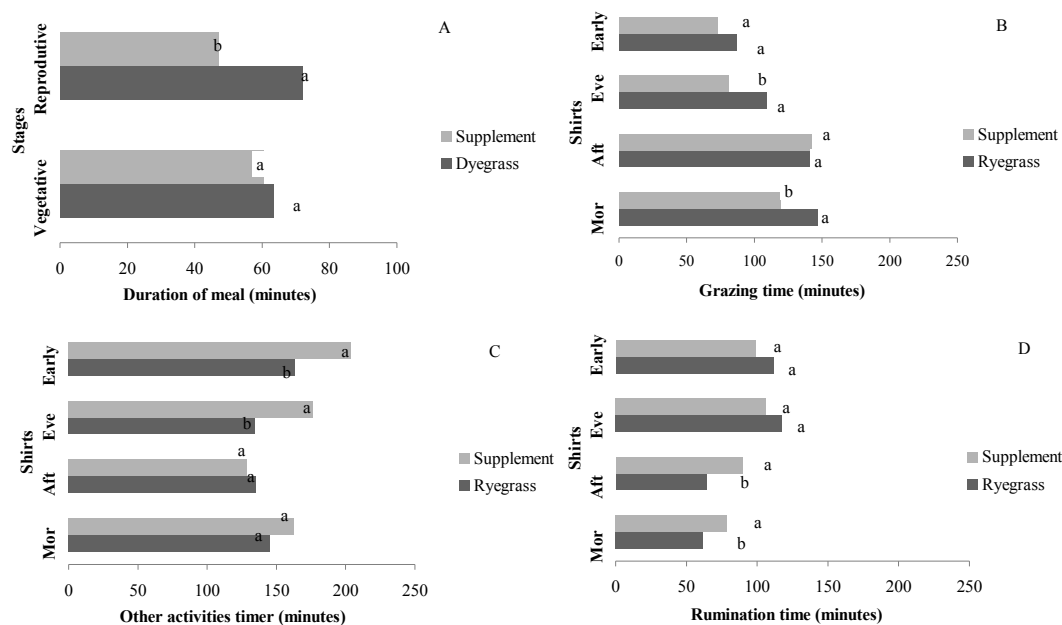 A
Reproductive
b
a
Stages
Supplement
Dyegrass
Vegetative
a
a
0 20 40 60 80 100
Duration of meal (minutes)
B
Early
a
a
Eve
b
a
Shirts
Supplement
Ryegrass
Aft
a
a
Mor
b
a
0 50 100 150 200 250
Grazing time (minutes)
C
Early
a
b
Eve
a
b
Shirts
Supplement
Ryegrass
Aft
a
a
Mor
a
a
0 50 100 150 200 250
Other activities timer (minutes)
D
Early
a
a
Eve
a
a
Shirts
Supplement
Ryegrass
Aft
a
b
Mor
a
b
0 50 100 150 200 250
Rumination time (minutes)